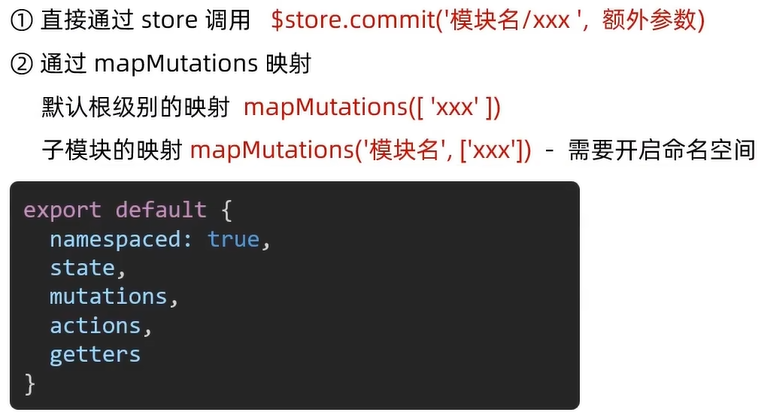 ① 直接通过 store 调用 $store.commit('模块名/xxx ', 额外参数)
② 通过 mapMutations 映射
默认根级别的映射 mapMutations([ 'xxx' ])
子模块的映射 mapMutations('模块名', ['xxx']) - 需要开启命名空间
export default {
  namespaced: true,
  state,
  mutations,
  actions,
  getters
}